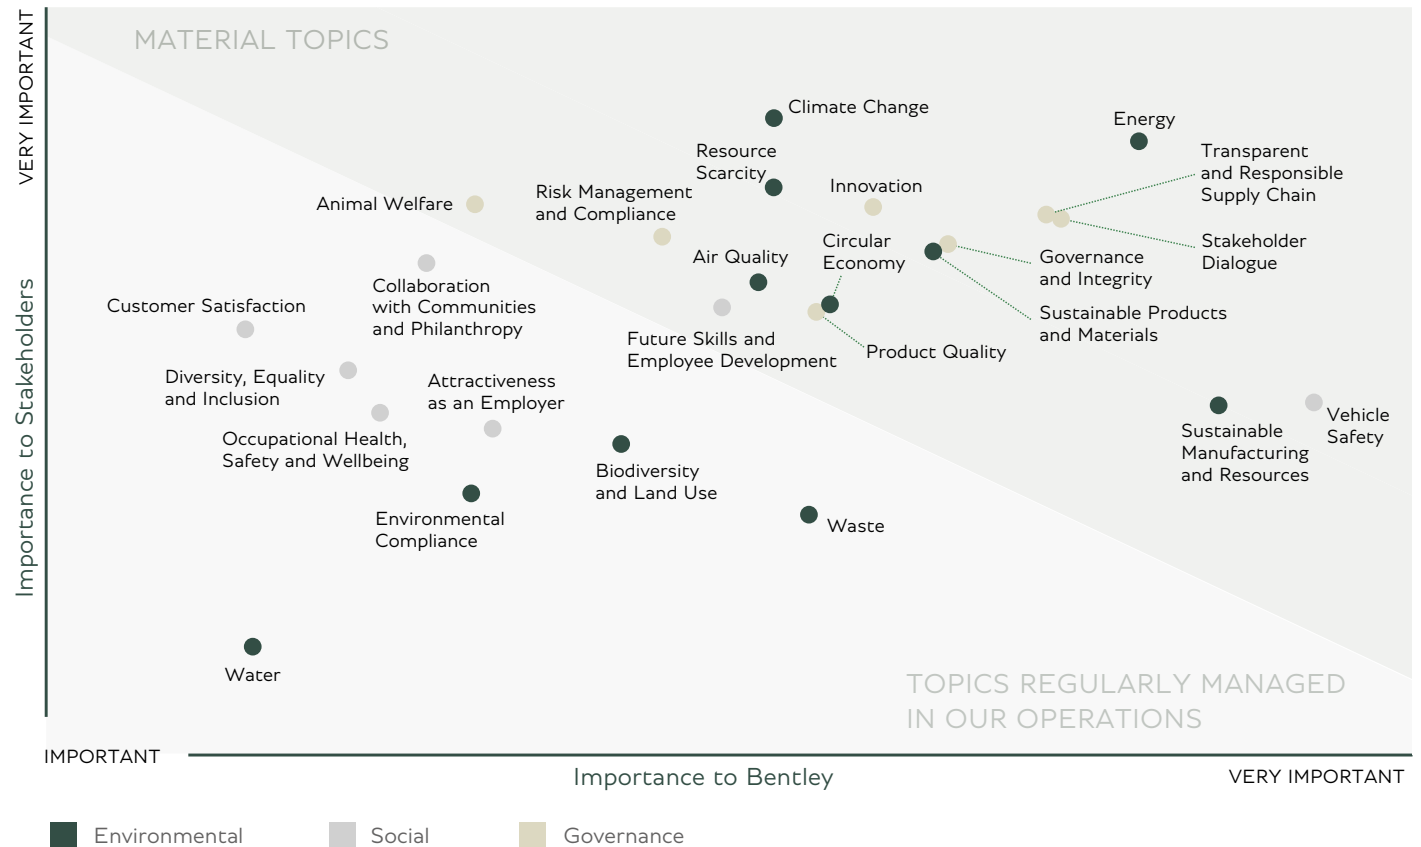 VERY IMPORTANT
Importance to Stakeholders
MATERIAL TOPICS
Climate Change
Energy
Resource
Scarcity
Transparent
and Responsible
Supply Chain
Animal Welfare
Risk Management
and Compliance
Innovation
Stakeholder
Dialogue
Circular
Economy
Air Quality
Governance
and Integrity
Collaboration
with Communities
and Philanthropy
Customer Satisfaction
Sustainable Products
and Materials
Future Skills and
Employee Development
Product Quality
Diversity, Equality
and Inclusion
Attractiveness
as an Employer
Vehicle
Safety
Sustainable
Manufacturing
and Resources
Occupational Health,
Safety and Wellbeing
Biodiversity
and Land Use
Environmental
Compliance
Waste
Water
TOPICS REGULARLY MANAGED
IN OUR OPERATIONS
IMPORTANT
Importance to Bentley
VERY IMPORTANT
Environmental
Social
Governance